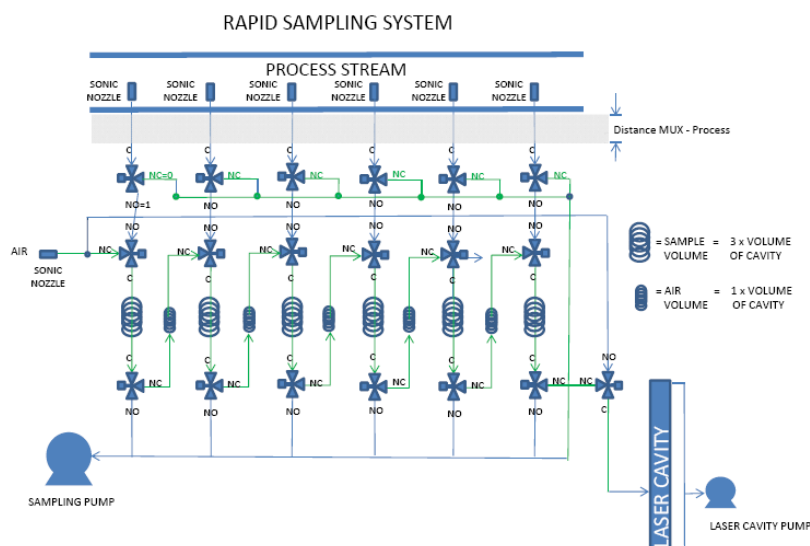 RAPID SAMPLING SYSTEM
PROCESS STREAM
SONIC NOZZLE
SONIC NOZZLE
SONIC NOZZLE
SONIC NOZZLE
SONIC NOZZLE
SONIC NOZZLE
Distance MUX - Process
C C C C C C
NC=0 NC NC NC NC NC
NO=1 NO NO NO NO NO
NO NO NO NO NO NO
AIR
SONIC
NOZZLE
NC NC NC NC NC NC
C C C C C C
= SAMPLE = 3 x VOLUME
VOLUME OF CAVITY
= AIR = 1 x VOLUME
VOLUME OF CAVITY
C C C C C C NO
NC NC NC NC NC NC NC
NO NO NO NO NO NO C
SAMPLING PUMP
LASER CAVITY
LASER CAVITY PUMP